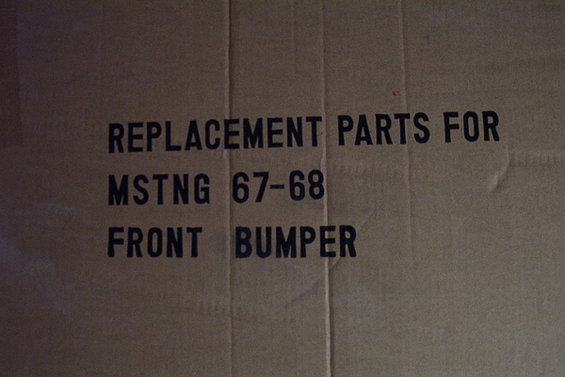 REPLACEMENT PARTS FOR
MSTNG 67-68
FRONT BUMPER